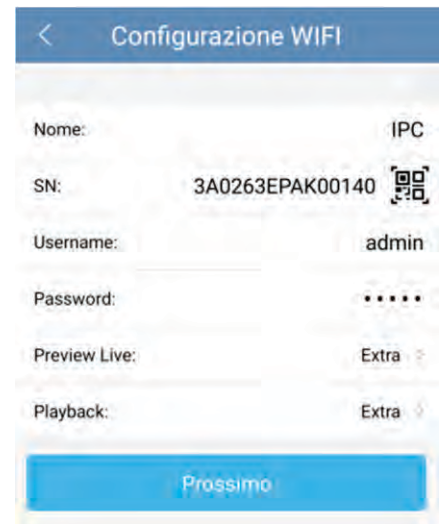 Configurazione WIFI
Nome: IPC
SN: 3A0263EPAK00140
Username: admin
Password: •••••
Preview Live: Extra
Playback: Extra
Prossimo